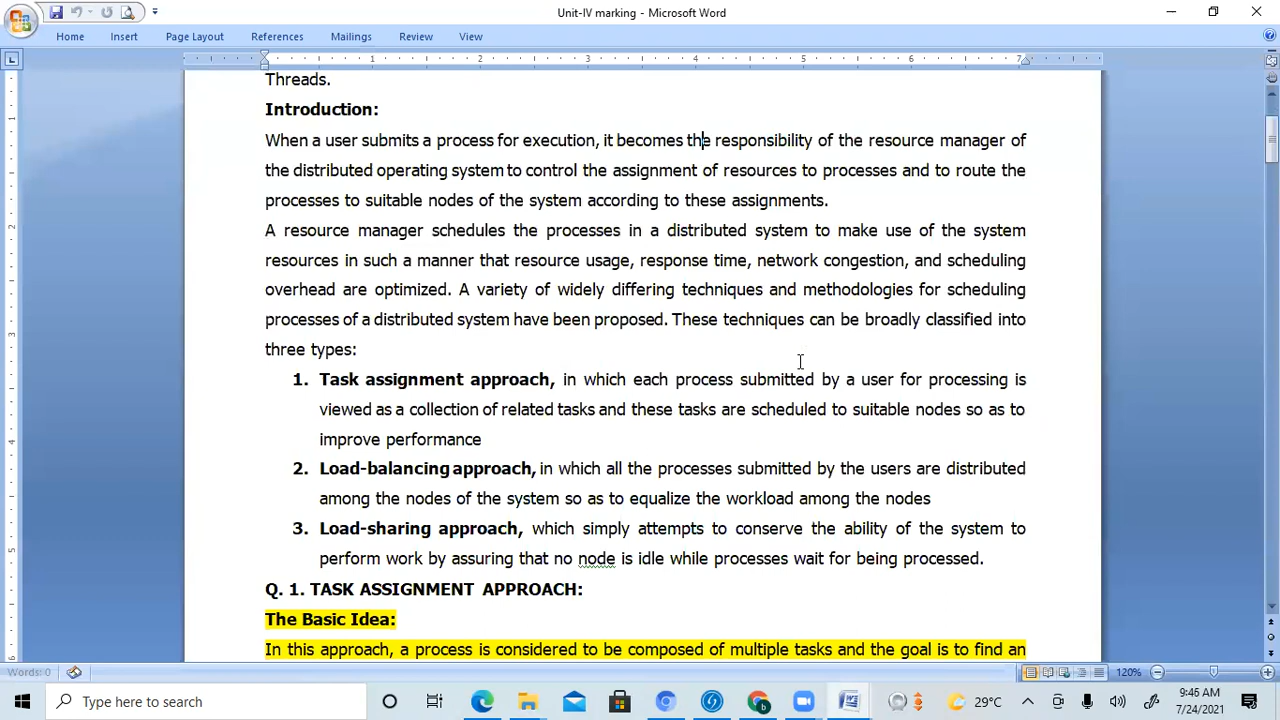 Unit-IV marking - Microsoft Word
Home Insert Page Layout References Mailings Review View
1 2 3 4 5 6 7
Threads.
Introduction:
When a user submits a process for execution, it becomes the responsibility of the resource manager of
the distributed operating system to control the assignment of resources to processes and to route the
processes to suitable nodes of the system according to these assignments.
A resource manager schedules the processes in a distributed system to make use of the system
resources in such a manner that resource usage, response time, network congestion, and scheduling
overhead are optimized. A variety of widely differing techniques and methodologies for scheduling
processes of a distributed system have been proposed. These techniques can be broadly classified into
three types:
1. Task assignment approach, in which each process submitted by a user for processing is
viewed as a collection of related tasks and these tasks are scheduled to suitable nodes so as to
improve performance
2. Load-balancing approach, in which all the processes submitted by the users are distributed
among the nodes of the system so as to equalize the workload among the nodes
3. Load-sharing approach, which simply attempts to conserve the ability of the system to
perform work by assuring that no node is idle while processes wait for being processed.
Q. 1. TASK ASSIGNMENT APPROACH:
The Basic Idea:
In this approach, a process is considered to be composed of multiple tasks and the goal is to find an
Words: 0
120%
Type here to search
29°C
9:46 AM
7/24/2021